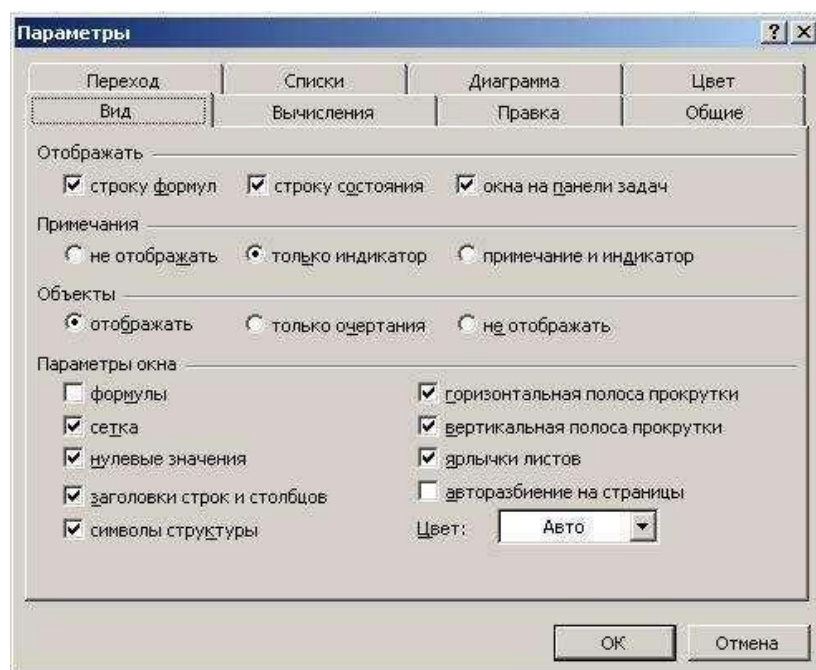 Параметры
Переход Списки Диаграмма Цвет
Вид Вычисления Правка Общие
Отображать
строку формул строку состояния окна на панели задач
Примечания
не отображать только индикатор примечание и индикатор
Объекты
отображать только очертания не отображать
Параметры окна
формулы горизонтальная полоса прокрутки
сетка вертикальная полоса прокрутки
нулевые значения ярлычки листов
заголовки строк и столбцов авторазбиение на страницы
символы структуры Цвет: Авто
ОК Отмена